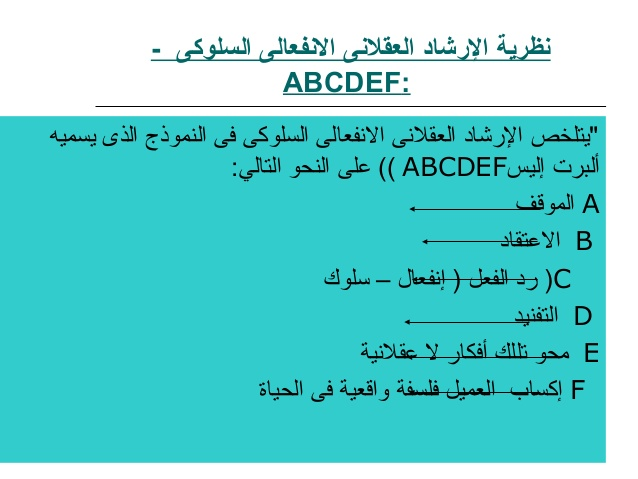 نظرية الإرشاد العقلانى الانفعالى السلوكى -
ABCDEF:
"يتلخص الإرشاد العقلانى الانفعالى السلوكى فى النموذج الذى يسميه
ألبرت إليسABCDEF )) على النحو التالي:
A الموقف
B الاعتقاد
C( رد الفعل ( إنفعال – سلوك
D التفنيد
E محو تللك أفكار لا عقلانية
F إكساب العميل فلسفة واقعية فى الحياة